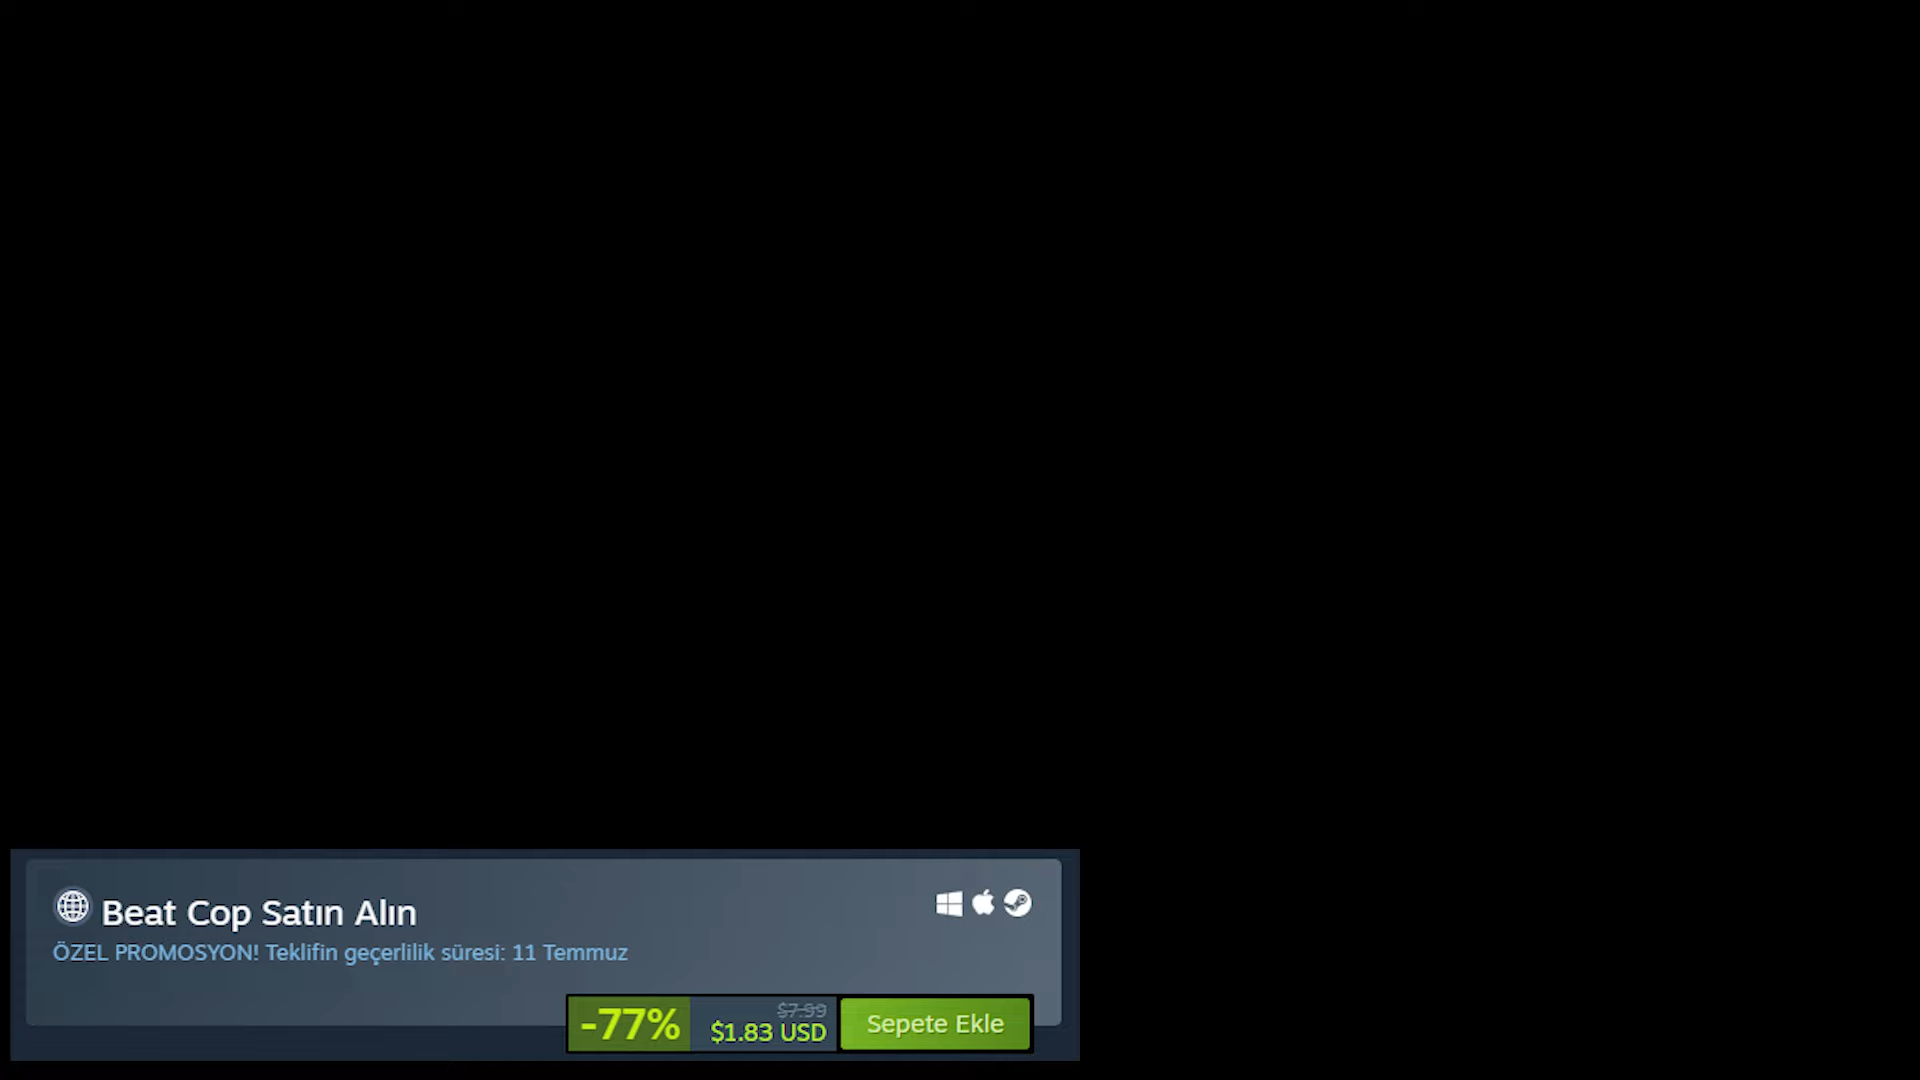 Beat Cop Satın Alın
ÖZEL PROMOSYON! Teklifin geçerlilik süresi: 11 Temmuz
-77%
$7.99
$1.83 USD
Sepete Ekle